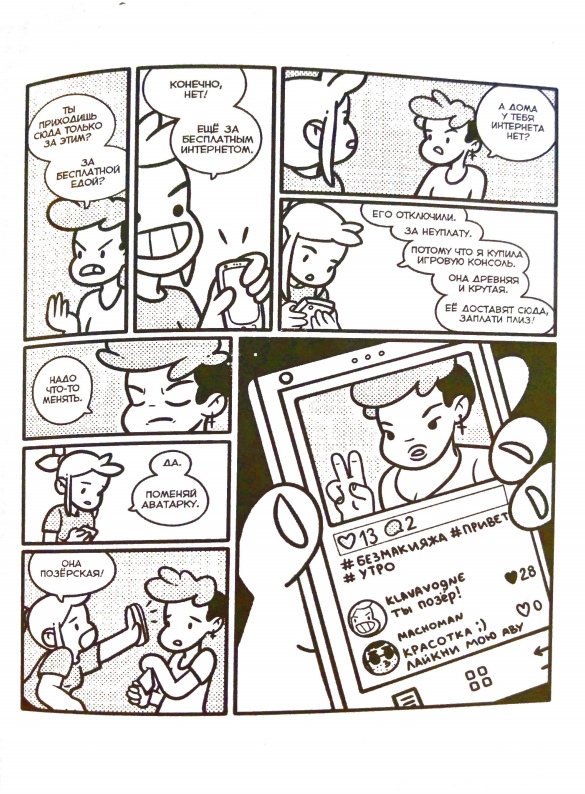 ТЫ
ПРИХОДИШЬ
СЮДА ТОЛЬКО
ЗА ЭТИМ?
ЗА
БЕСПЛАТНОЙ
ЕДОЙ?
КОНЕЧНО,
НЕТ!
ЕЩЁ ЗА
БЕСПЛАТНЫМ
ИНТЕРНЕТОМ.
А ДОМА
У ТЕБЯ
ИНТЕРНЕТА
НЕТ?
ЕГО ОТКЛЮЧИЛИ.
ЗА НЕУПЛАТУ.
ПОТОМУ ЧТО Я КУПИЛА
ИГРОВУЮ КОНСОЛЬ.
ОНА ДРЕВНЯЯ
И КРУТАЯ.
ЕЁ ДОСТАВЯТ СЮДА,
ЗАПЛАТИ ПЛИЗ!
НАДО
ЧТО-ТО
МЕНЯТЬ.
ДА.
ПОМЕНЯЙ
АВАТАРКУ.
ОНА
ПОЗЁРСКАЯ!
13 2
#БЕЗМАКИЯЖА #ПРИВЕТ
#УТРО
KLAVAVOGNE
ТЫ ПОЗЁР!
28
MACHOMAN
КРАСОТКА ;)
ЛАЙКНИ МОЮ АВУ
0